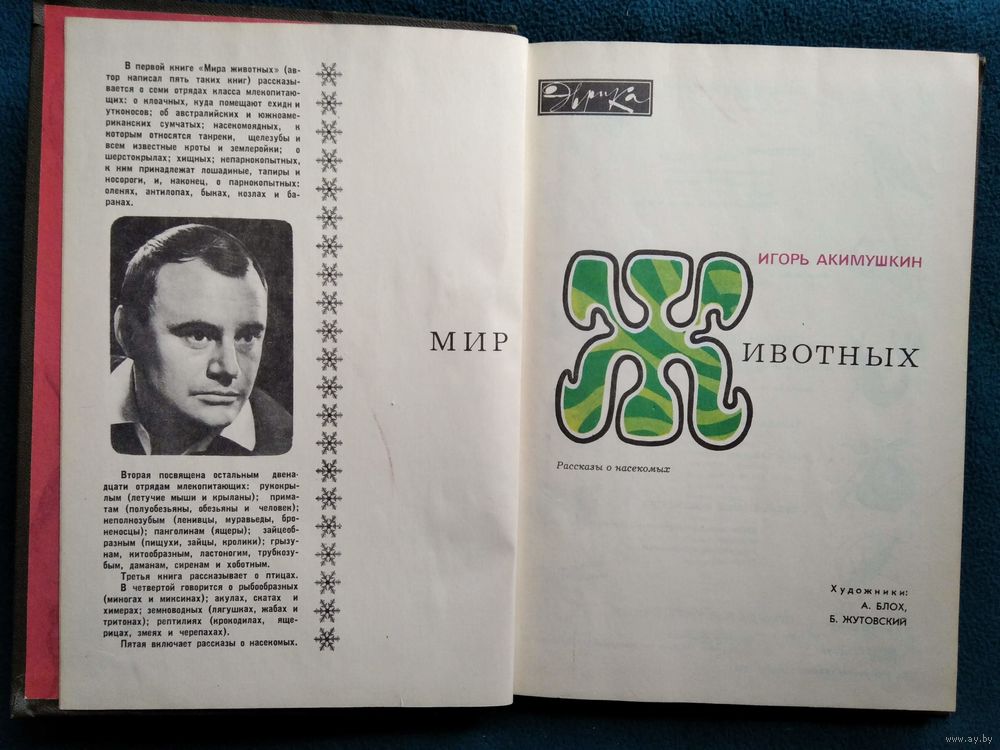 В первой книге «Мира животных» (ав-
тор написал пять таких книг) рассказы-
вается о семи отрядах класса млекопитаю-
щих: о клоачных, куда помещают ехидн и
утконосов; об австралийских и южноаме-
риканских сумчатых; насекомоядных, к
которым относятся танреки, щелезубы и
всем известные кроты и землеройки; о
шерстокрылах; хищных; непарнокопытных,
к ним принадлежат лошадиные, тапиры и
носороги, и, наконец, о парнокопытных:
оленях, антилопах, быках, козлах и ба-
ранах.
Вторая посвящена остальным двена-
дцати отрядам млекопитающих: рукокры-
лым (летучие мыши и крыланы); прима-
там (полуобезьяны, обезьяны и человек);
неполнозубым (ленивцы, муравьеды, бро-
неносцы); панголинам (ящеры); зайцеоб-
разным (пищухи, зайцы, кролики); грызу-
нам, китообразным, ластоногим, трубкозу-
бым, даманам, сиренам и хоботным.
Третья книга рассказывает о птицах.
В четвертой говорится о рыбообразных
(миногах и миксинах); акулах, скатах и
химерах; земноводных (лягушках, жабах и
тритонах); рептилиях (крокодилах, яще-
рицах, змеях и черепахах).
Пятая включает рассказы о насекомых.
Эврика
ИГОРЬ АКИМУШКИН
МИР ЖИВОТНЫХ
Рассказы о насекомых
Художники:
А. БЛОХ,
Б. ЖУТОВСКИЙ
www.ay.by